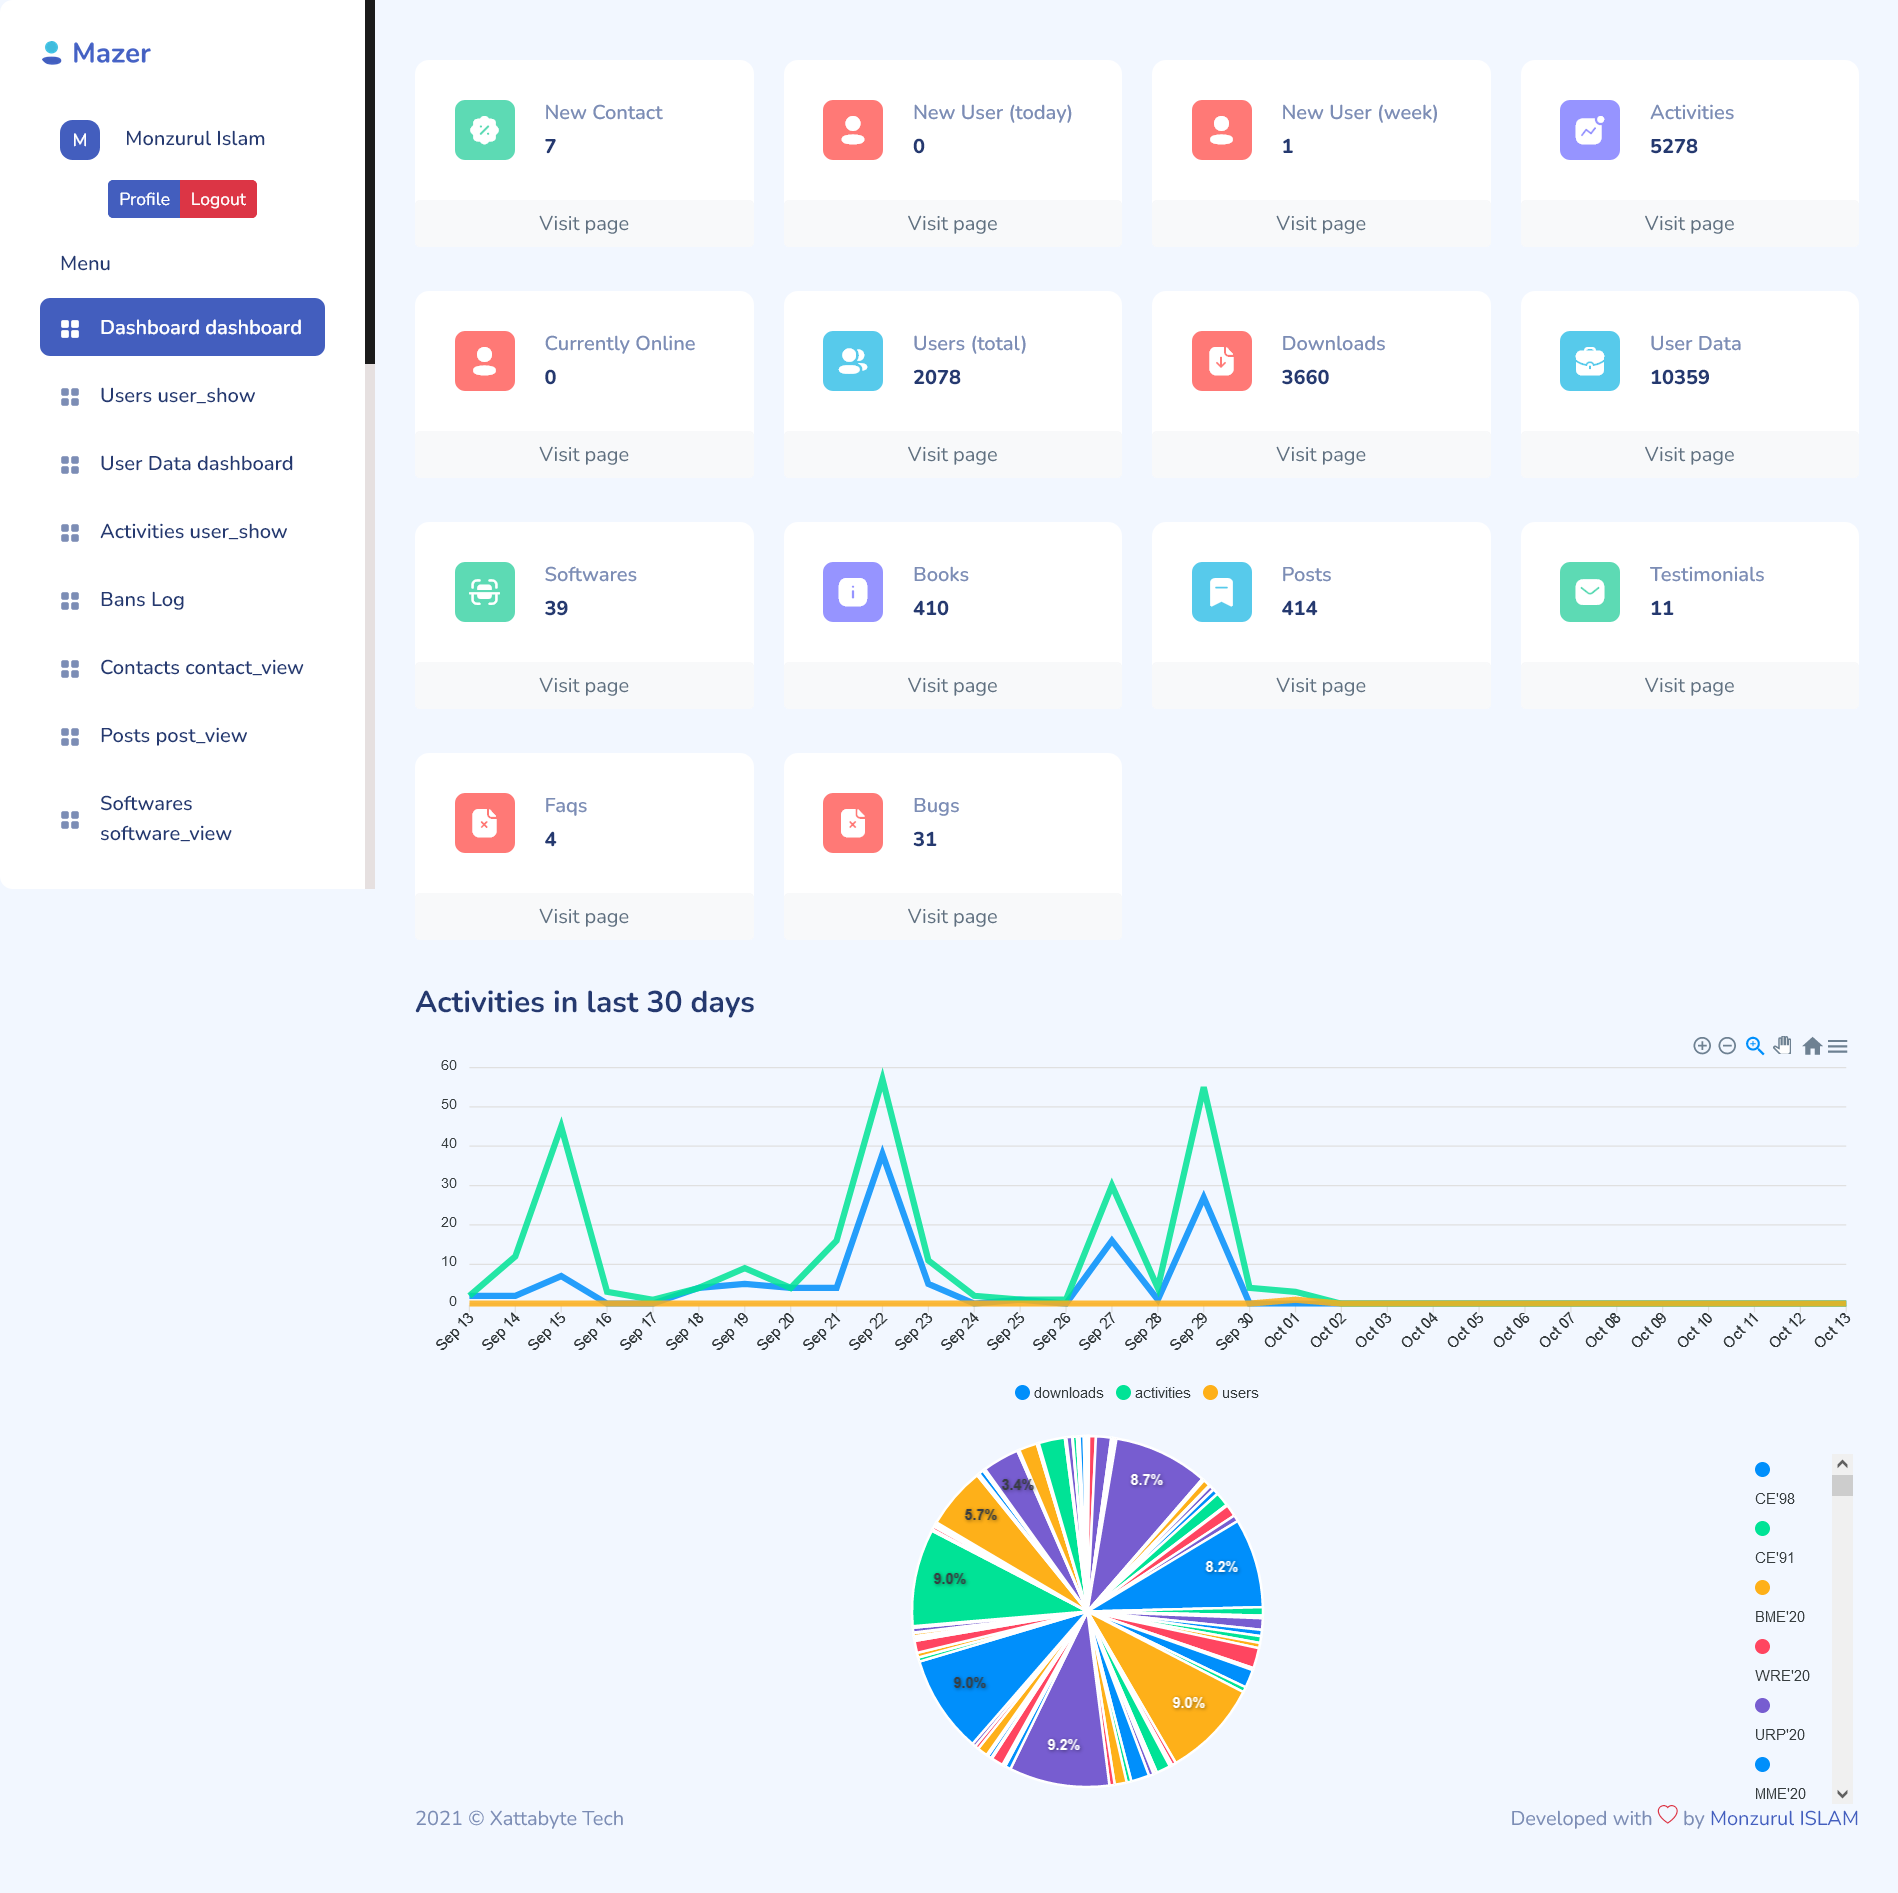 Mazer
M
Monzurul Islam
Profile
Logout
Menu
Dashboard dashboard
Users user_show
User Data dashboard
Activities user_show
Bans Log
Contacts contact_view
Posts post_view
Softwares
software_view
New Contact
7
Visit page
New User (today)
0
Visit page
New User (week)
1
Visit page
Activities
5278
Visit page
Currently Online
0
Visit page
Users (total)
2078
Visit page
Downloads
3660
Visit page
User Data
10359
Visit page
Softwares
39
Visit page
Books
410
Visit page
Posts
414
Visit page
Testimonials
11
Visit page
Faqs
4
Visit page
Bugs
31
Visit page
Activities in last 30 days
60
50
40
30
20
10
0
Sep 13
Sep 14
Sep 15
Sep 16
Sep 17
Sep 18
Sep 19
Sep 20
Sep 21
Sep 22
Sep 23
Sep 24
Sep 25
Sep 26
Sep 27
Sep 28
Sep 29
Sep 30
Oct 01
Oct 02
Oct 03
Oct 04
Oct 05
Oct 06
Oct 07
Oct 08
Oct 09
Oct 10
Oct 11
Oct 12
Oct 13
downloads
activities
users
8.7%
8.2%
9.0%
9.2%
9.0%
9.0%
5.7%
3.4%
CE'98
CE'91
BME'20
WRE'20
URP'20
MME'20
2021 © Xattabyte Tech
Developed with by Monzurul ISLAM